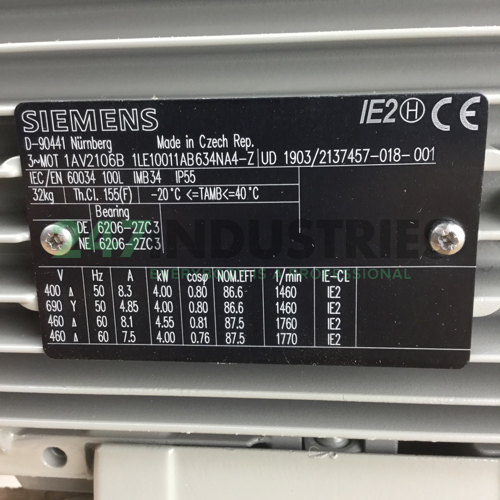 SIEMENS IE2 H CE
D-90441 Nürnberg Made in Czech Rep.
3~MOT 1AV2106B 1LE10011AB634NA4-Z UD 1903/2137457-018-001
IEC/EN 60034 100L IMB34 IP55
32kg Th.Cl. 155(F) -20°C <=TAMB<=40°C
Bearing
DE 6206-2ZC3
NE 6206-2ZC3
247 INDUSTRIES
V Hz A kW cosφ NOM.EFF 1/min IE-CL
400 Δ 50 8.3 4.00 0.80 86.6 1460 IE2
690 Y 50 4.85 4.00 0.80 86.6 1460 IE2
460 Δ 60 8.1 4.55 0.81 87.5 1760 IE2
460 Δ 60 7.5 4.00 0.76 87.5 1770 IE2